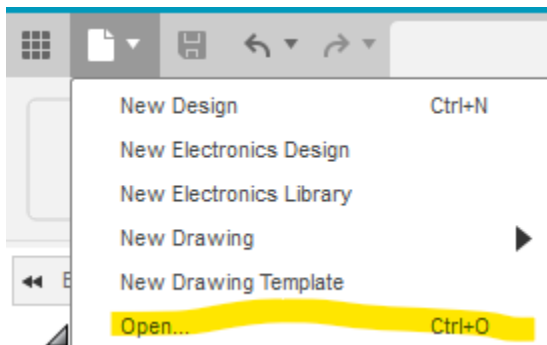 New Design Ctrl+N
New Electronics Design
New Electronics Library
New Drawing
New Drawing Template
Open... Ctrl+O